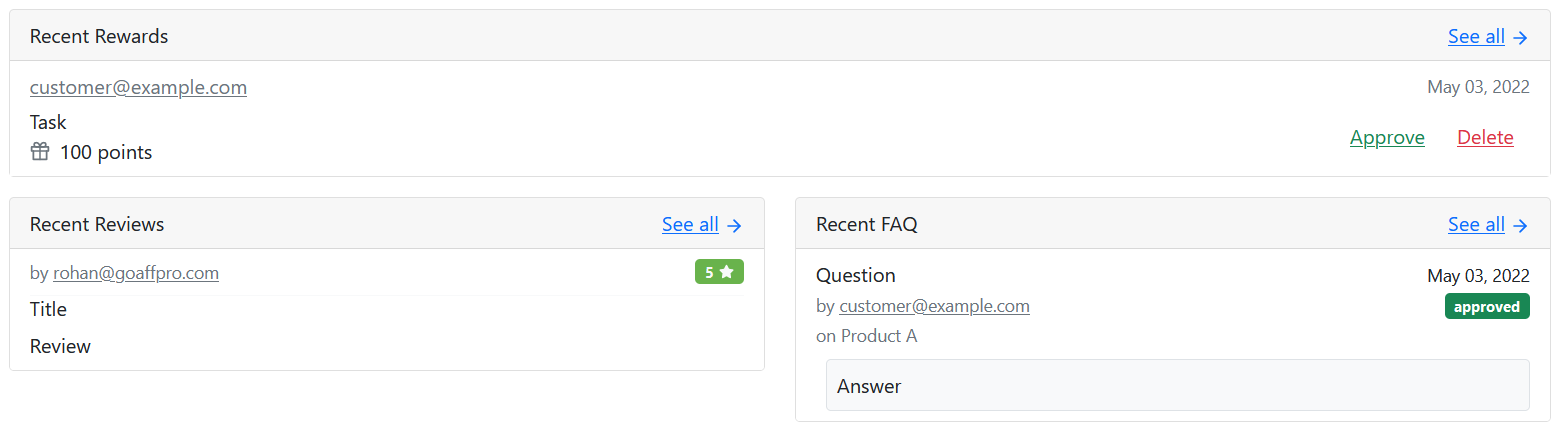 Recent Rewards See all
customer@example.com May 03, 2022
Task
100 points Approve Delete
Recent Reviews See all
by rohan@goaffpro.com 5
Title
Review
Recent FAQ See all
Question May 03, 2022
by customer@example.com approved
on Product A
Answer